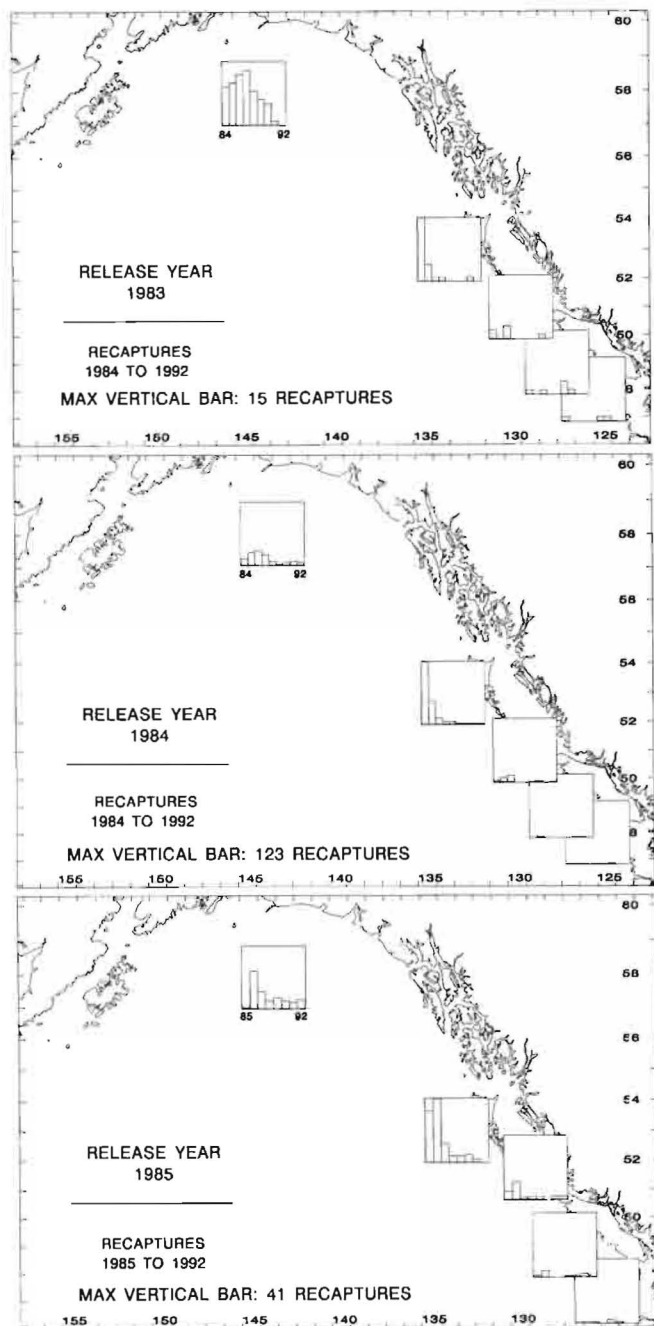 60
58
56
54
52
50
8
84 92
RELEASE YEAR
1983
RECAPTURES
1984 TO 1992
MAX VERTICAL BAR: 15 RECAPTURES
155 150 145 140 135 130 125
60
58
56
54
52
50
8
84 92
RELEASE YEAR
1984
RECAPTURES
1984 TO 1992
MAX VERTICAL BAR: 123 RECAPTURES
155 150 145 140 135 130 125
60
58
56
54
52
50
85 92
RELEASE YEAR
1985
RECAPTURES
1985 TO 1992
MAX VERTICAL BAR: 41 RECAPTURES
155 150 145 140 135 130